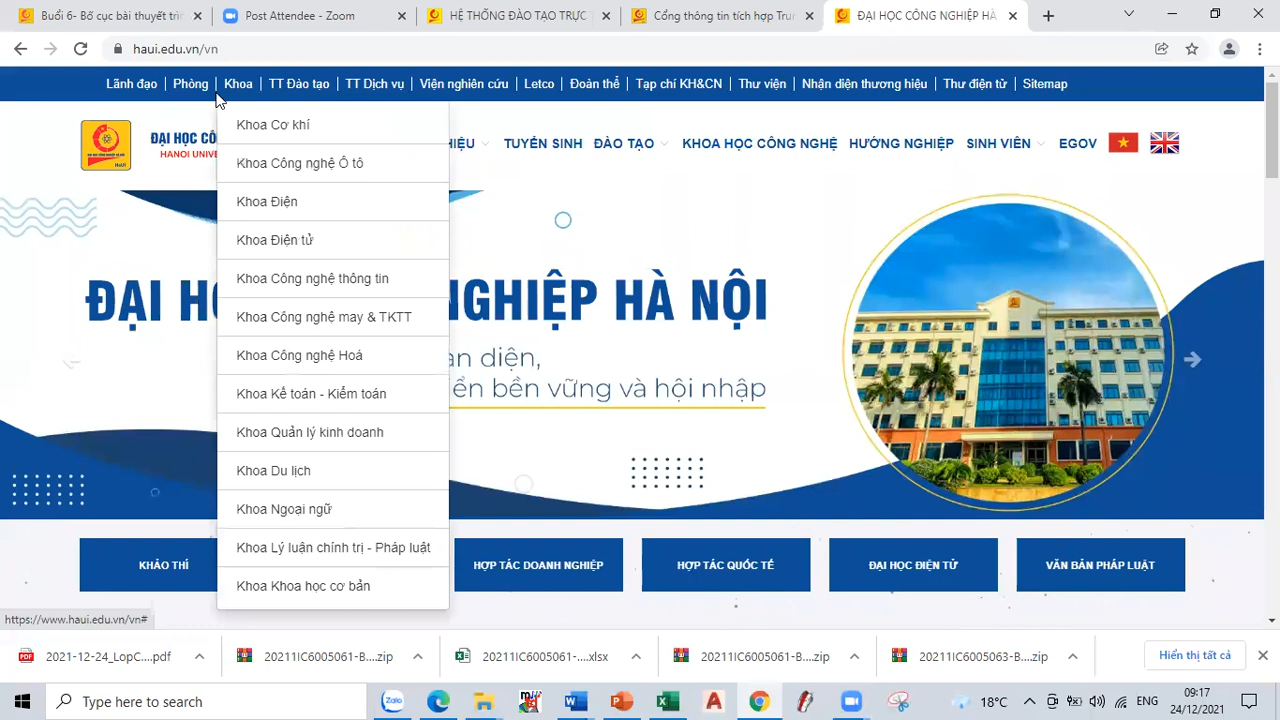 Buổi 6- Bố cục bài thuyết trì
Post Attendee - Zoom
HỆ THỐNG ĐÀO TẠO TRỰC T
Cổng thông tin tích hợp Trư
ĐẠI HỌC CÔNG NGHIỆP HÀ
haui.edu.vn/vn
Lãnh đạo Phòng Khoa TT Đào tạo TT Dịch vụ Viện nghiên cứu Letco Đoàn thể Tạp chí KH&CN Thư viện Nhận diện thương hiệu Thư điện tử Sitemap
ĐẠI HỌC CÔ
HANOI UNIVE
HIỆU TUYỂN SINH ĐÀO TẠO KHOA HỌC CÔNG NGHỆ HƯỚNG NGHIỆP SINH VIÊN EGOV
Khoa Cơ khí
Khoa Công nghệ Ô tô
Khoa Điện
Khoa Điện tử
Khoa Công nghệ thông tin
Khoa Công nghệ may & TKTT
Khoa Công nghệ Hoá
Khoa Kế toán - Kiểm toán
Khoa Quản lý kinh doanh
Khoa Du lịch
Khoa Ngoại ngữ
Khoa Lý luận chính trị - Pháp luật
Khoa Khoa học cơ bản
ĐẠI HỌ NGHIỆP HÀ NỘI
àn diện,
iển bền vững và hội nhập
KHẢO THÍ
HỢP TÁC DOANH NGHIỆP
HỢP TÁC QUỐC TẾ
ĐẠI HỌC ĐIỆN TỬ
VĂN BẢN PHÁP LUẬT
https://www.haui.edu.vn/vn#
2021-12-24_LopC....pdf
20211IC6005061-B....zip
20211IC6005061-....xlsx
20211IC6005061-B....zip
20211IC6005063-B....zip
Hiển thị tất cả
Type here to search
Zalo
18°C
ENG
09:17
24/12/2021